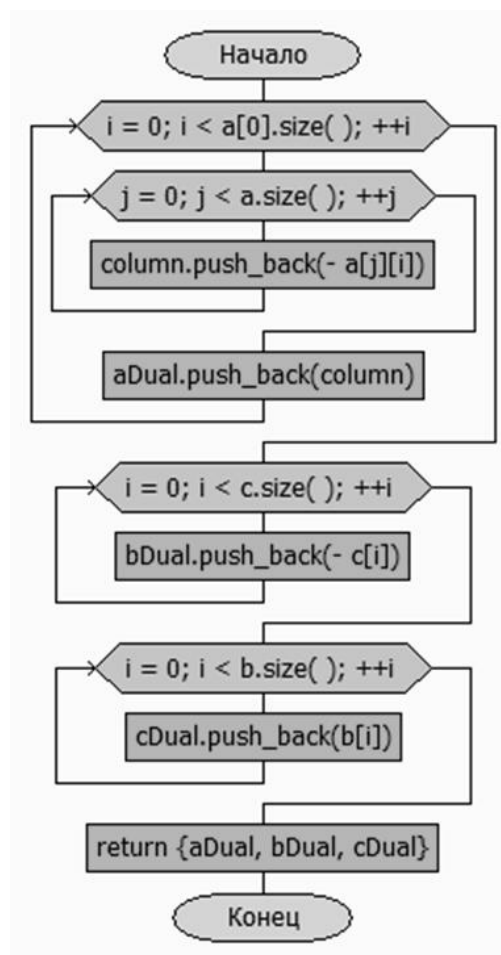 Начало
i = 0; i < a[0].size( ); ++i
j = 0; j < a.size( ); ++j
column.push_back(- a[j][i])
aDual.push_back(column)
i = 0; i < c.size( ); ++i
bDual.push_back(- c[i])
i = 0; i < b.size( ); ++i
cDual.push_back(b[i])
return {aDual, bDual, cDual}
Конец